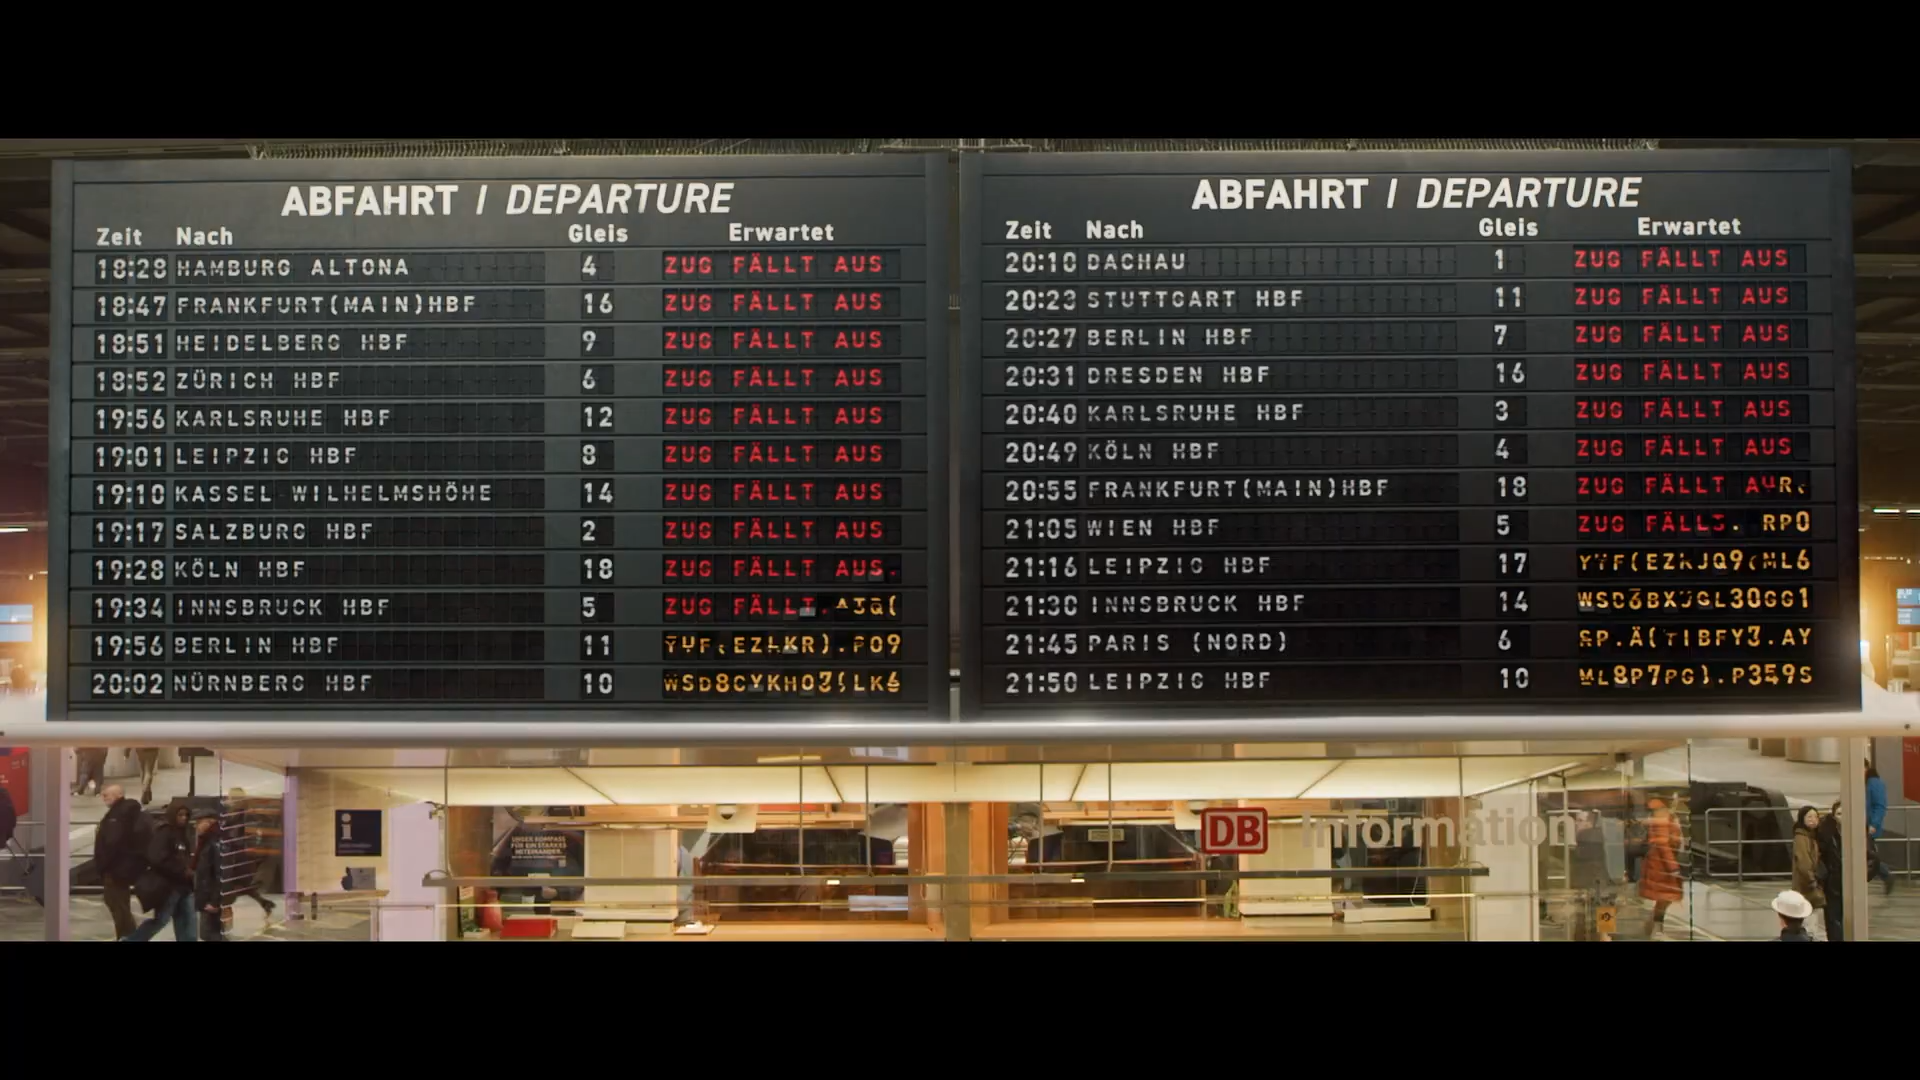 ABFAHRT / DEPARTURE
Zeit Nach Gleis Erwartet
18:28 HAMBURG ALTONA 4 ZUG FÄLLT AUS
18:47 FRANKFURT(MAIN)HBF 16 ZUG FÄLLT AUS
18:51 HEIDELBERG HBF 9 ZUG FÄLLT AUS
18:52 ZÜRICH HBF 6 ZUG FÄLLT AUS
19:56 KARLSRUHE HBF 12 ZUG FÄLLT AUS
19:01 LEIPZIG HBF 8 ZUG FÄLLT AUS
19:10 KASSEL WILHELMSHÖHE 14 ZUG FÄLLT AUS
19:17 SALZBURG HBF 2 ZUG FÄLLT AUS
19:28 KÖLN HBF 18 ZUG FÄLLT AUS.
19:34 INNSBRUCK HBF 5 ZUG FÄLLT
19:56 BERLIN HBF 11
20:02 NÜRNBERG HBF 10
ABFAHRT / DEPARTURE
Zeit Nach Gleis Erwartet
20:10 DACHAU 1 ZUG FÄLLT AUS
20:23 STUTTGART HBF 11 ZUG FÄLLT AUS
20:27 BERLIN HBF 7 ZUG FÄLLT AUS
20:31 DRESDEN HBF 16 ZUG FÄLLT AUS
20:40 KARLSRUHE HBF 3 ZUG FÄLLT AUS
20:49 KÖLN HBF 4 ZUG FÄLLT AUS
20:55 FRANKFURT(MAIN)HBF 18 ZUG FÄLLT
21:05 WIEN HBF 5 ZUG RP0
21:16 LEIPZIG HBF 17
21:30 INNSBRUCK HBF 14
21:45 PARIS (NORD) 6
21:50 LEIPZIG HBF 10
UNSER KOMPASS
FÜR EIN STARKES
MITEINANDER.
DB Information